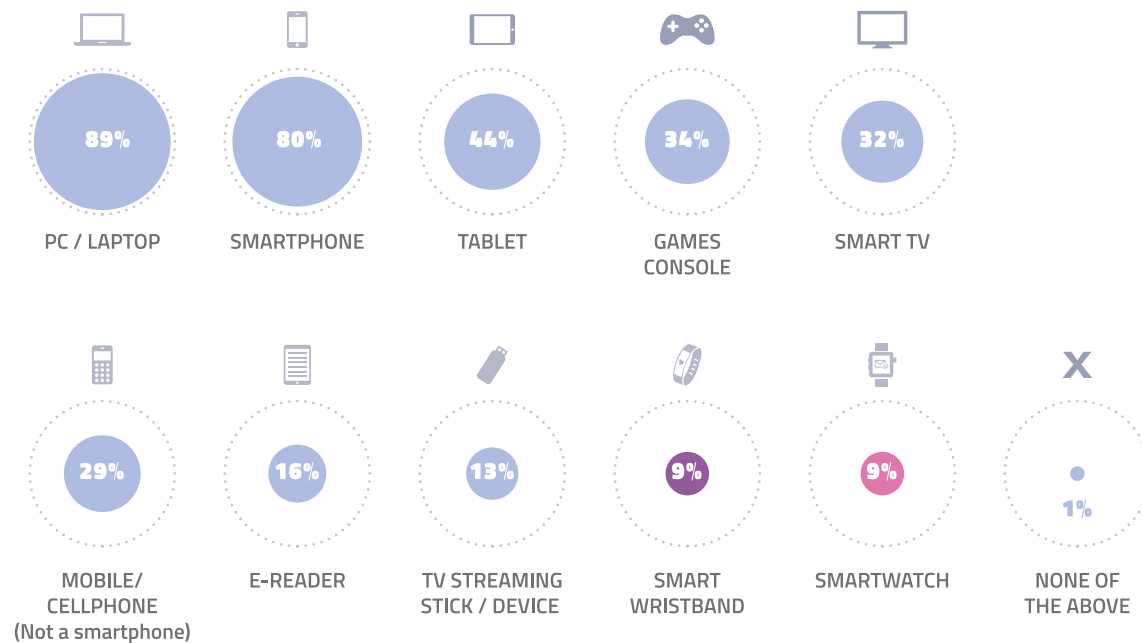 89%
80%
44%
34%
32%
PC / LAPTOP
SMARTPHONE
TABLET
GAMES
CONSOLE
SMART TV
29%
16%
13%
9%
9%
1%
MOBILE/
CELLPHONE
(Not a smartphone)
E-READER
TV STREAMING
STICK / DEVICE
SMART
WRISTBAND
SMARTWATCH
NONE OF
THE ABOVE
X